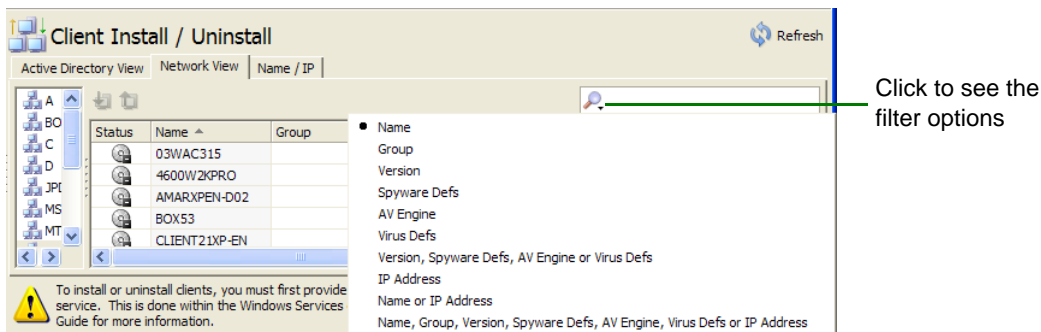 Client Install / Uninstall
Refresh
Active Directory View
Network View
Name / IP
Click to see the
filter options
A
BO
C
D
JPD
MS
MT
Status
Name
Group
03WAC315
4600W2KPRO
AMARXPEN-D02
BOX53
CLIENT21XP-EN
Name
Group
Version
Spyware Defs
AV Engine
Virus Defs
Version, Spyware Defs, AV Engine or Virus Defs
IP Address
Name or IP Address
Name, Group, Version, Spyware Defs, AV Engine, Virus Defs or IP Address
To install or uninstall clients, you must first provide
service. This is done within the Windows Services
Guide for more information.